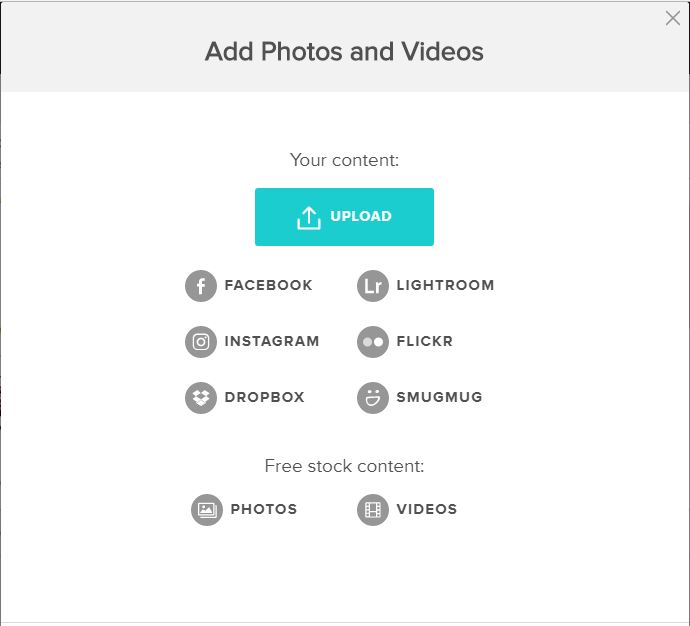 Add Photos and Videos
Your content:
UPLOAD
FACEBOOK
LIGHTROOM
INSTAGRAM
FLICKR
DROPBOX
SMUGMUG
Free stock content:
PHOTOS
VIDEOS